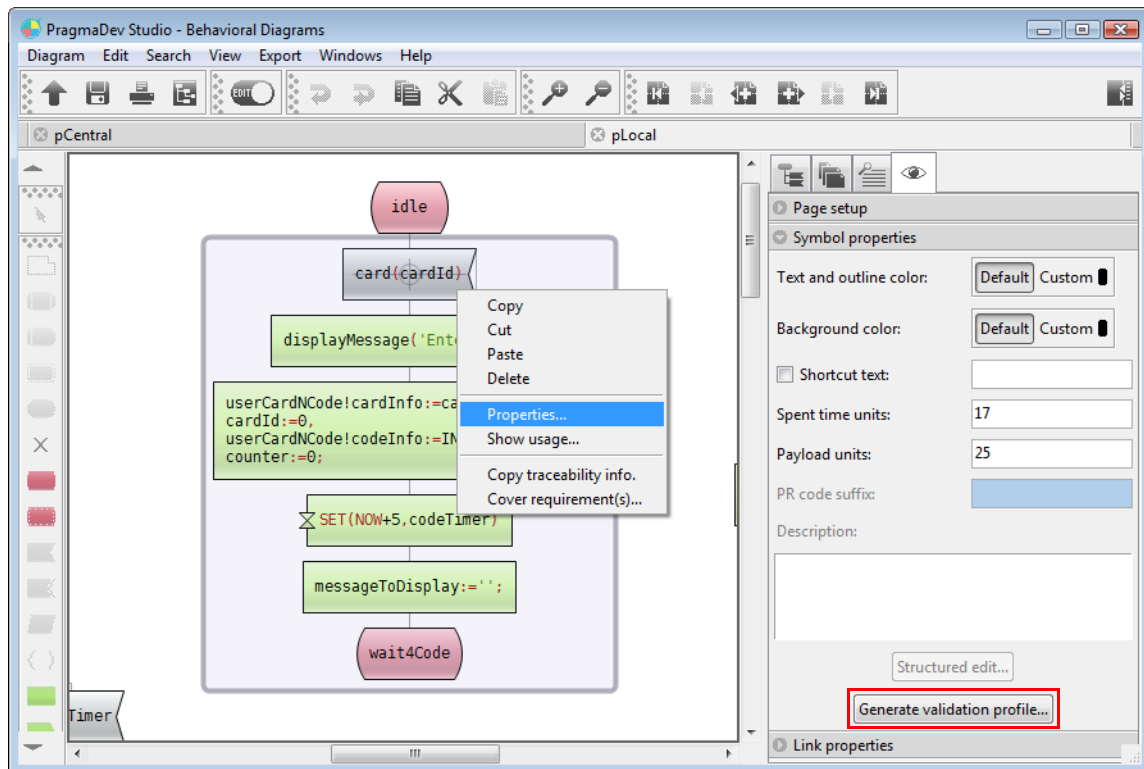 PragmaDev Studio - Behavioral Diagrams
Diagram Edit Search View Export Windows Help
EDIT
pCentral
pLocal
idle
card(cardId)
displayMessage('Ent
userCardNCode!cardInfo:=ca
cardId:=0,
userCardNCode!codeInfo:=IN
counter:=0;
SET(NOW+5,codeTimer)
messageToDisplay:='';
wait4Code
Timer
Copy
Cut
Paste
Delete
Properties...
Show usage...
Copy traceability info.
Cover requirement(s)...
Page setup
Symbol properties
Text and outline color: Default Custom
Background color: Default Custom
Shortcut text:
Spent time units: 17
Payload units: 25
PR code suffix:
Description:
Structured edit...
Generate validation profile...
Link properties